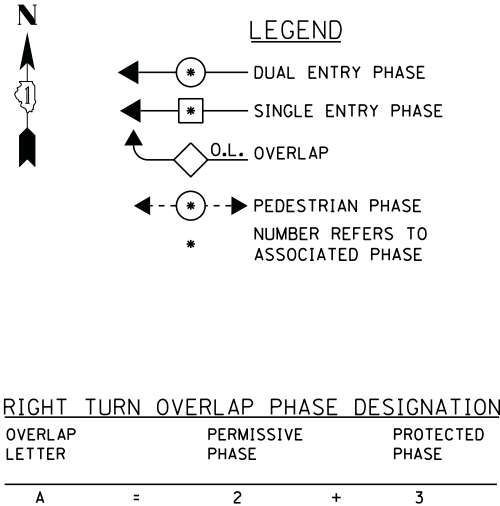 N
LEGEND
1
* DUAL ENTRY PHASE
* SINGLE ENTRY PHASE
O.L. OVERLAP
* PEDESTRIAN PHASE
* NUMBER REFERS TO
ASSOCIATED PHASE
RIGHT TURN OVERLAP PHASE DESIGNATION
OVERLAP PERMISSIVE PROTECTED
LETTER PHASE PHASE
A = 2 + 3